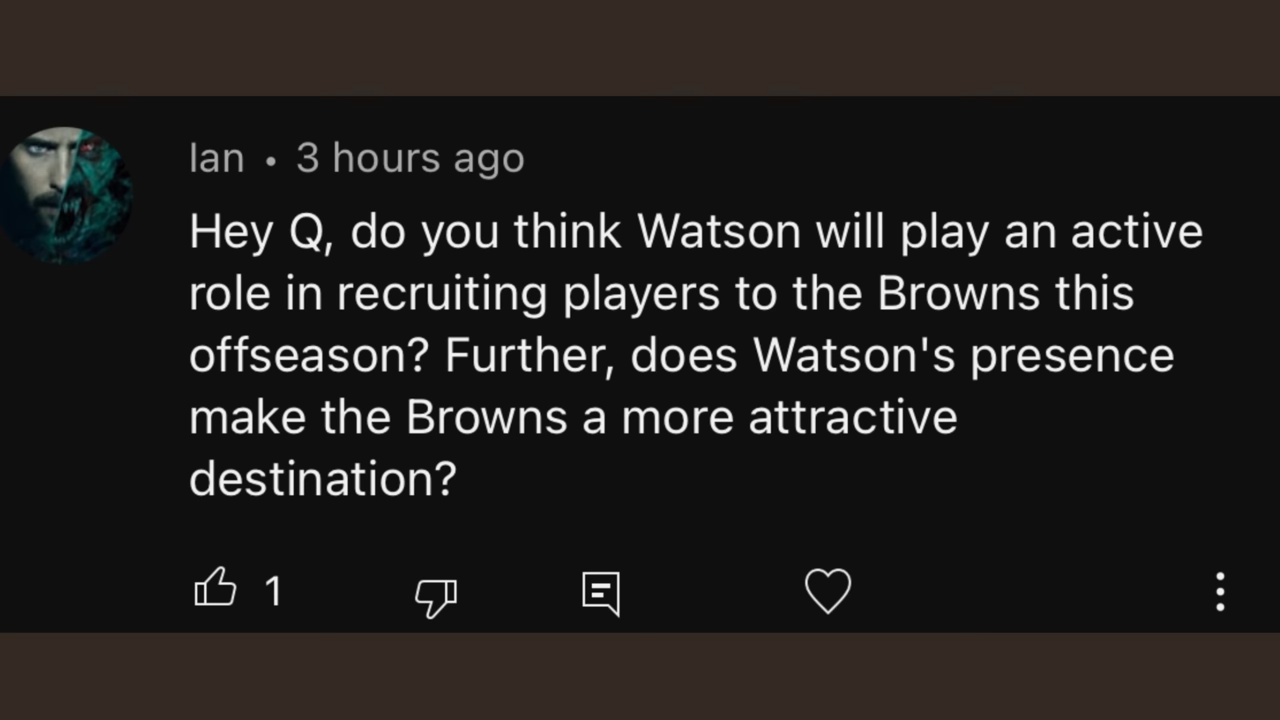 Ian • 3 hours ago
Hey Q, do you think Watson will play an active
role in recruiting players to the Browns this
offseason? Further, does Watson's presence
make the Browns a more attractive
destination?
1